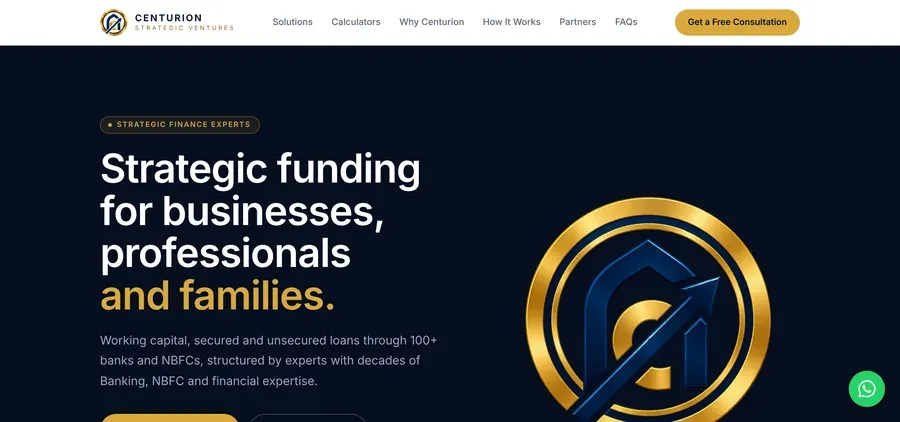 CENTURION
STRATEGIC VENTURES
Solutions
Calculators
Why Centurion
How It Works
Partners
FAQs
Get a Free Consultation
STRATEGIC FINANCE EXPERTS
Strategic funding
for businesses,
professionals
and families.
Working capital, secured and unsecured loans through 100+
banks and NBFCs, structured by experts with decades of
Banking, NBFC and financial expertise.